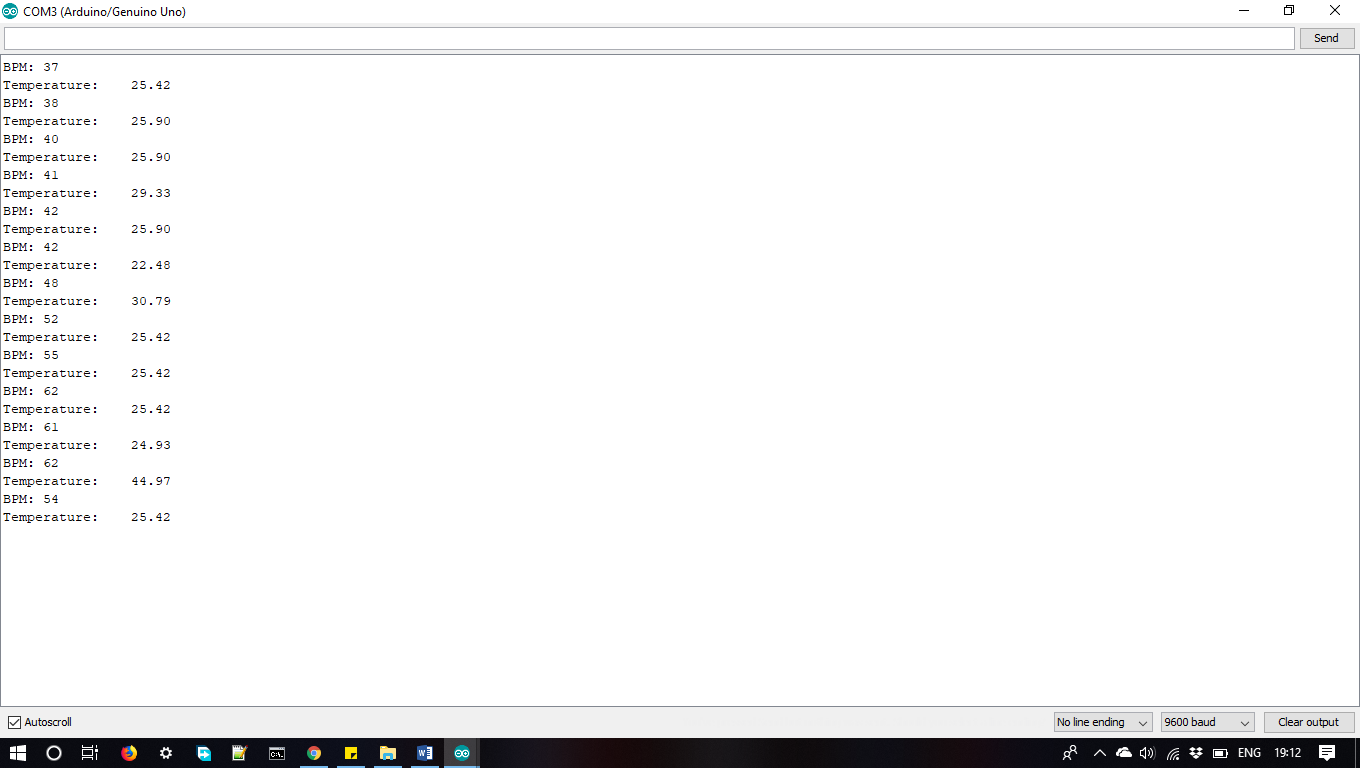 COM3 (Arduino/Genuino Uno)
Send
BPM: 37
Temperature: 25.42
BPM: 38
Temperature: 25.90
BPM: 40
Temperature: 25.90
BPM: 41
Temperature: 29.33
BPM: 42
Temperature: 25.90
BPM: 42
Temperature: 22.48
BPM: 48
Temperature: 30.79
BPM: 52
Temperature: 25.42
BPM: 55
Temperature: 25.42
BPM: 62
Temperature: 25.42
BPM: 61
Temperature: 24.93
BPM: 62
Temperature: 44.97
BPM: 54
Temperature: 25.42
Autoscroll No line ending 9600 baud Clear output
ENG 19:12